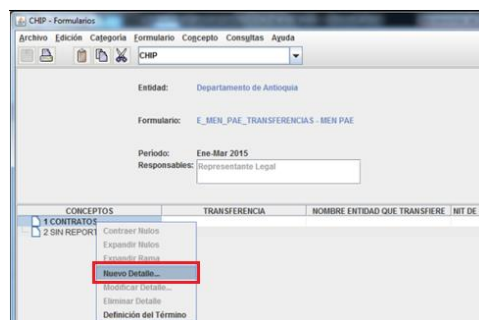 CHIP - Formularios
Archivo Edición Categoria Formulario Concepto Consultas Ayuda
CHIP
Entidad: Departamento de Antioquia
Formulario: E_MEN_PAE_TRANSFERENCIAS - MEN PAE
Periodo: Ene-Mar 2015
Responsables: Representante Legal
CONCEPTOS TRANSFERENCIA NOMBRE ENTIDAD QUE TRANSFIERE NIT DE
1 CONTRATOS
2 SIN REPORT
Contraer Nulos
Expandir Nulos
Expandir Rama
Nuevo Detalle...
Modificar Detalle...
Eliminar Detalle
Definición del Término